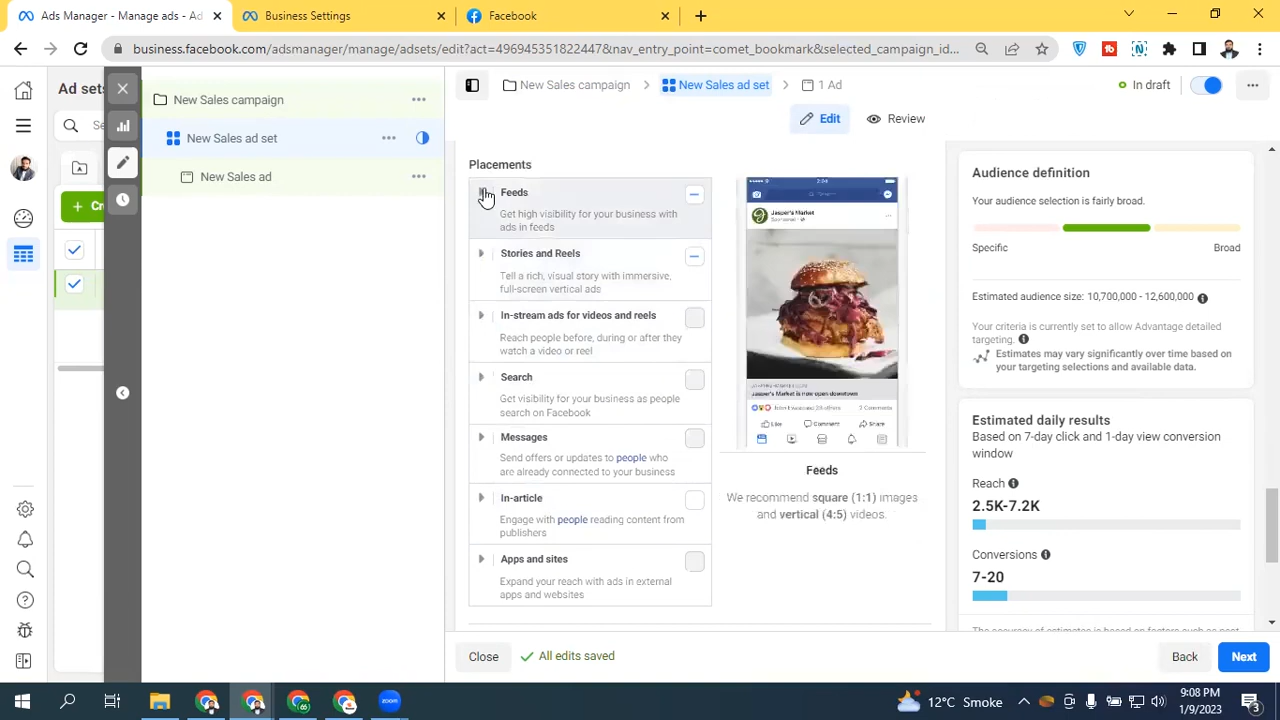 Ads Manager - Manage ads - Ad
Business Settings
Facebook
business.facebook.com/adsmanager/manage/adsets/edit?act=496945351822447&nav_entry_point=comet_bookmark&selected_campaign_id...
Ad sets
New Sales campaign
New Sales ad set
New Sales ad
New Sales campaign
New Sales ad set
1 Ad
In draft
Edit
Review
Placements
Feeds
Get high visibility for your business with
ads in feeds
Stories and Reels
Tell a rich, visual story with immersive,
full-screen vertical ads
In-stream ads for videos and reels
Reach people before, during or after they
watch a video or reel
Search
Get visibility for your business as people
search on Facebook
Messages
Send offers or updates to people who
are already connected to your business
In-article
Engage with people reading content from
publishers
Apps and sites
Expand your reach with ads in external
apps and websites
Jasper's Market
Jasper's Market is now open downtown
7 Comments
Like
Comment
Share
Feeds
We recommend square (1:1) images
and vertical (4:5) videos.
Audience definition
Your audience selection is fairly broad.
Specific
Broad
Estimated audience size: 10,700,000 - 12,600,000
Your criteria is currently set to allow Advantage detailed
targeting.
Estimates may vary significantly over time based on
your targeting selections and available data.
Estimated daily results
Based on 7-day click and 1-day view conversion
window
Reach
2.5K-7.2K
Conversions
7-20
Close
All edits saved
Back
Next
12°C Smoke
9:08 PM
1/9/2023
3